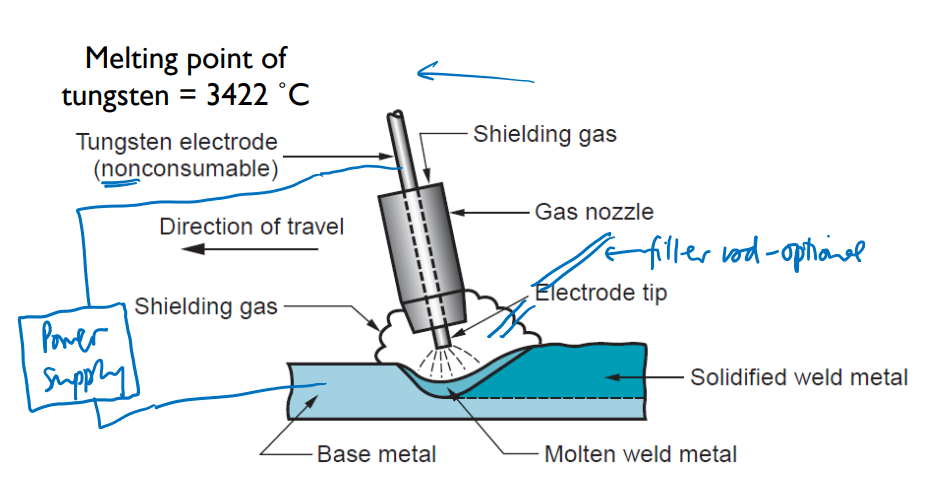 Melting point of
tungsten = 3422 °C
Tungsten electrode
(nonconsumable)
Shielding gas
Direction of travel
Gas nozzle
filler rod - optional
Shielding gas
Electrode tip
Power
Supply
Solidified weld metal
Base metal
Molten weld metal